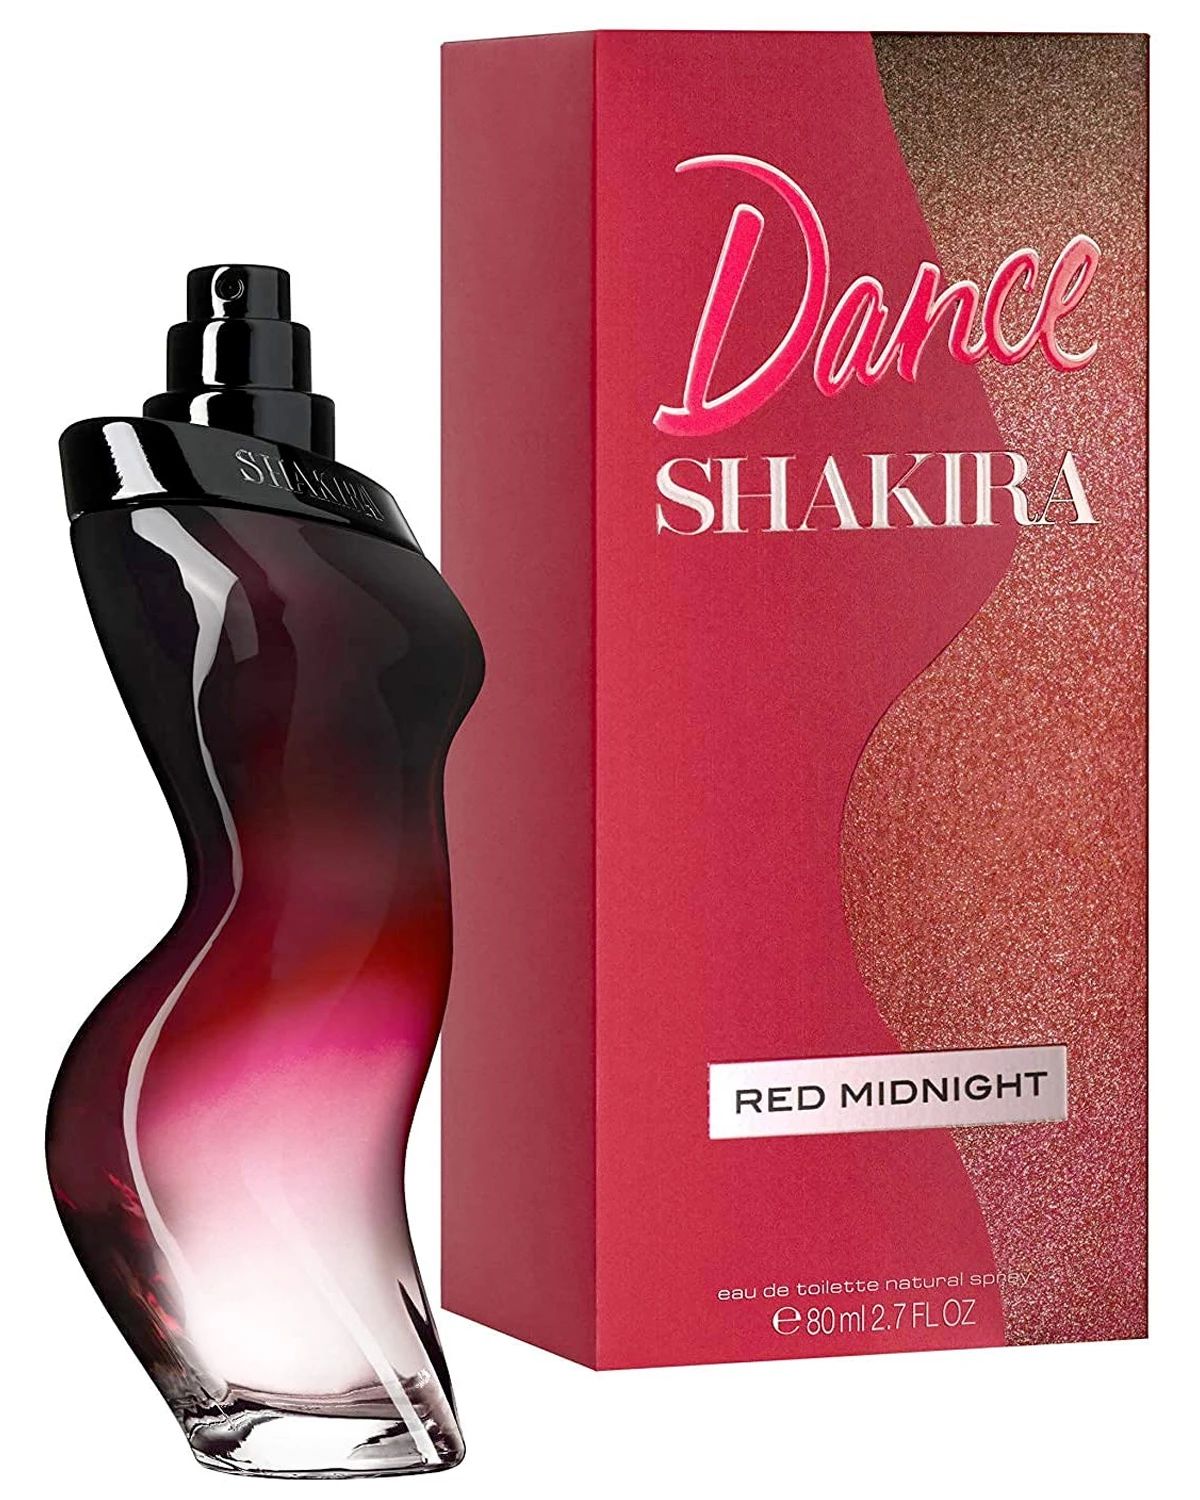 SHAKIRA
Dance
SHAKIRA
RED MIDNIGHT
eau de toilette natural spray
℮ 80 ml 2.7 FL OZ